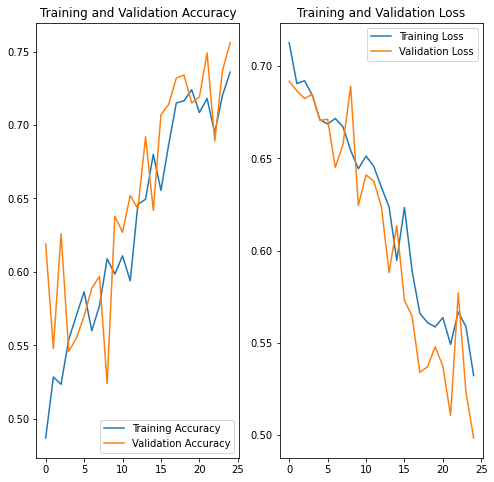 Training and Validation Accuracy
0.75
0.70
0.65
0.60
0.55
0.50
Training Accuracy
Validation Accuracy
0 5 10 15 20 25
Training and Validation Loss
Training Loss
Validation Loss
0.70
0.65
0.60
0.55
0.50
0 5 10 15 20 25